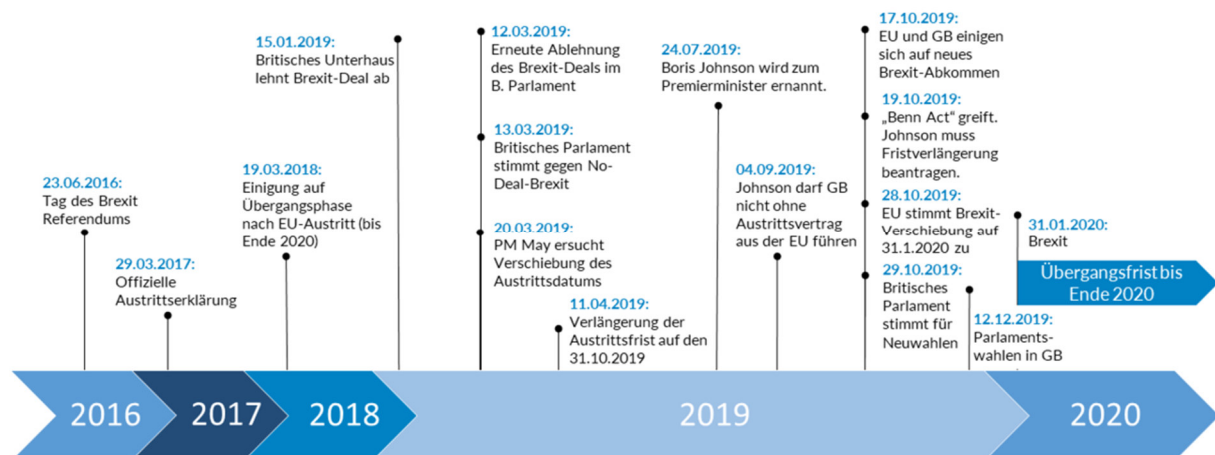 23.06.2016:
Tag des Brexit
Referendums
29.03.2017:
Offizielle
Austrittserklärung
19.03.2018:
Einigung auf
Übergangsphase
nach EU-Austritt (bis
Ende 2020)
15.01.2019:
Britisches Unterhaus
lehnt Brexit-Deal ab
12.03.2019:
Erneute Ablehnung
des Brexit-Deals im
B. Parlament
13.03.2019:
Britisches Parlament
stimmt gegen No-
Deal-Brexit
20.03.2019:
PM May ersucht
Verschiebung des
Austrittsdatums
11.04.2019:
Verlängerung der
Austrittsfrist auf den
31.10.2019
24.07.2019:
Boris Johnson wird zum
Premierminister ernannt.
04.09.2019:
Johnson darf GB
nicht ohne
Austrittsvertrag
aus der EU führen
17.10.2019:
EU und GB einigen
sich auf neues
Brexit-Abkommen
19.10.2019:
„Benn Act“ greift.
Johnson muss
Fristverlängerung
beantragen.
28.10.2019:
EU stimmt Brexit-
Verschiebung auf
31.1.2020 zu
29.10.2019:
Britisches
Parlament
stimmt für
Neuwahlen
12.12.2019:
Parlaments-
wahlen in GB
31.01.2020:
Brexit
Übergangsfrist bis
Ende 2020
2016
2017
2018
2019
2020